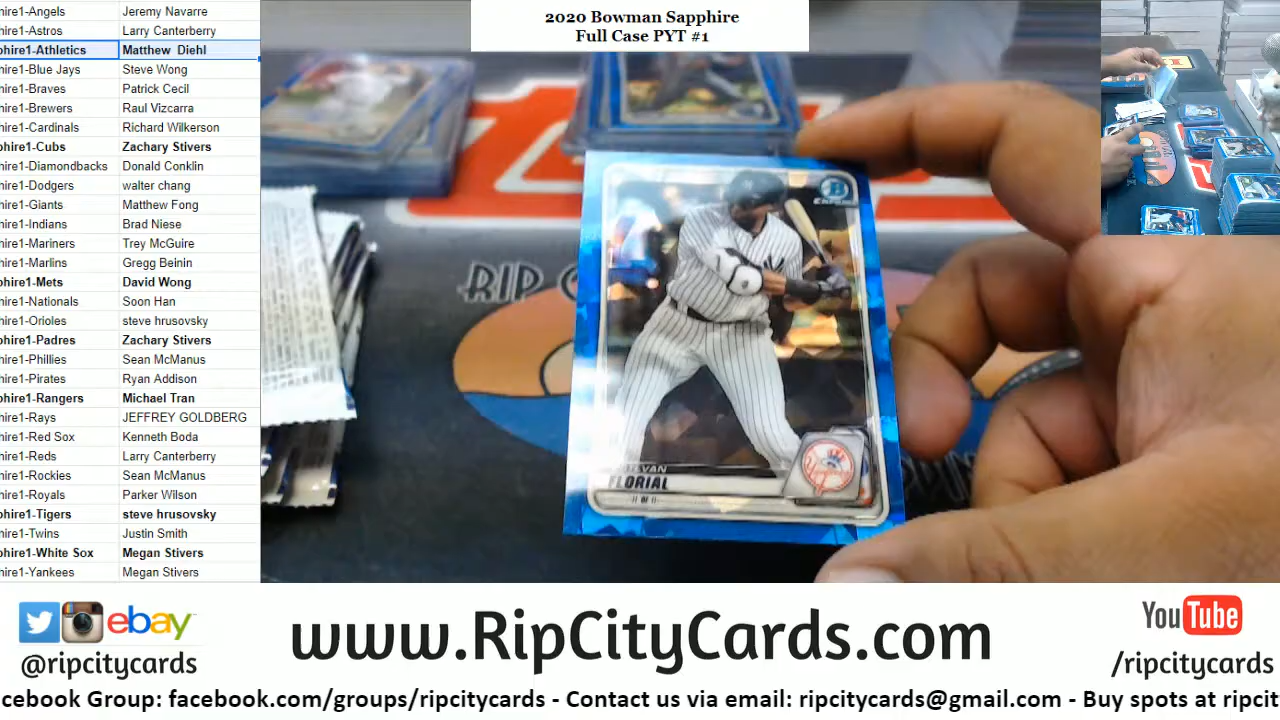 2020 Bowman Sapphire
Full Case PYT #1
hire1-Angels Jeremy Navarre
hire1-Astros Larry Canterberry
phire1-Athletics Matthew Diehl
hire1-Blue Jays Steve Wong
hire1-Braves Patrick Cecil
hire1-Brewers Raul Vizcarra
hire1-Cardinals Richard Wilkerson
phire1-Cubs Zachary Stivers
hire1-Diamondbacks Donald Conklin
hire1-Dodgers walter chang
hire1-Giants Matthew Fong
hire1-Indians Brad Niese
hire1-Mariners Trey McGuire
hire1-Marlins Gregg Beinin
phire1-Mets David Wong
hire1-Nationals Soon Han
hire1-Orioles steve hrusovsky
phire1-Padres Zachary Stivers
hire1-Phillies Sean McManus
hire1-Pirates Ryan Addison
phire1-Rangers Michael Tran
hire1-Rays JEFFREY GOLDBERG
hire1-Red Sox Kenneth Boda
hire1-Reds Larry Canterberry
hire1-Rockies Sean McManus
hire1-Royals Parker Wilson
phire1-Tigers steve hrusovsky
hire1-Twins Justin Smith
phire1-White Sox Megan Stivers
hire1-Yankees Megan Stivers
RIP
FLORIAL
ebay
@ripcitycards
www.RipCityCards.com
YouTube
/ripcitycards
cebook Group: facebook.com/groups/ripcitycards - Contact us via email: ripcitycards@gmail.com - Buy spots at ripcit